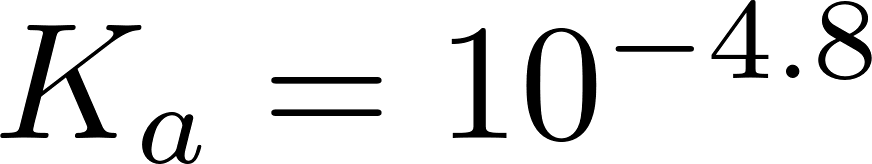 K_a = 10^{-4.8}